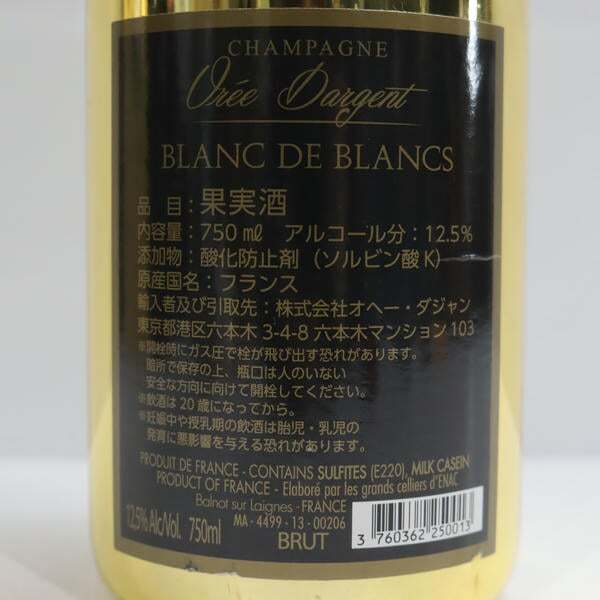 CHAMPAGNE
Orée Dargent
BLANC DE BLANCS
品 目：果実酒
内容量：750㎖ アルコール分：12.5%
添加物：酸化防止剤（ソルビン酸K）
原産国名：フランス
輸入者及び引取先：株式会社オヘー・ダジャン
東京都港区六本木 3-4-8 六本木マンション 103
※開栓時にガス圧で栓が飛び出す恐れがあります。
暗所で保存の上、瓶口は人のいない
安全な方向に向けて開栓してください。
※飲酒は20歳になってから。
※妊娠中や授乳期の飲酒は胎児・乳児の
発育に悪影響を与える恐れがあります。
PRODUIT DE FRANCE - CONTAINS SULFITES (E220), MILK CASEIN
PRODUCT OF FRANCE - Elaboré par les grands celliers d'ENAC
Balnot sur Laignes - FRANCE
MA - 4499 - 13 - 00206
12.5% Alc/Vol. 750ml
BRUT
3 760362 250013